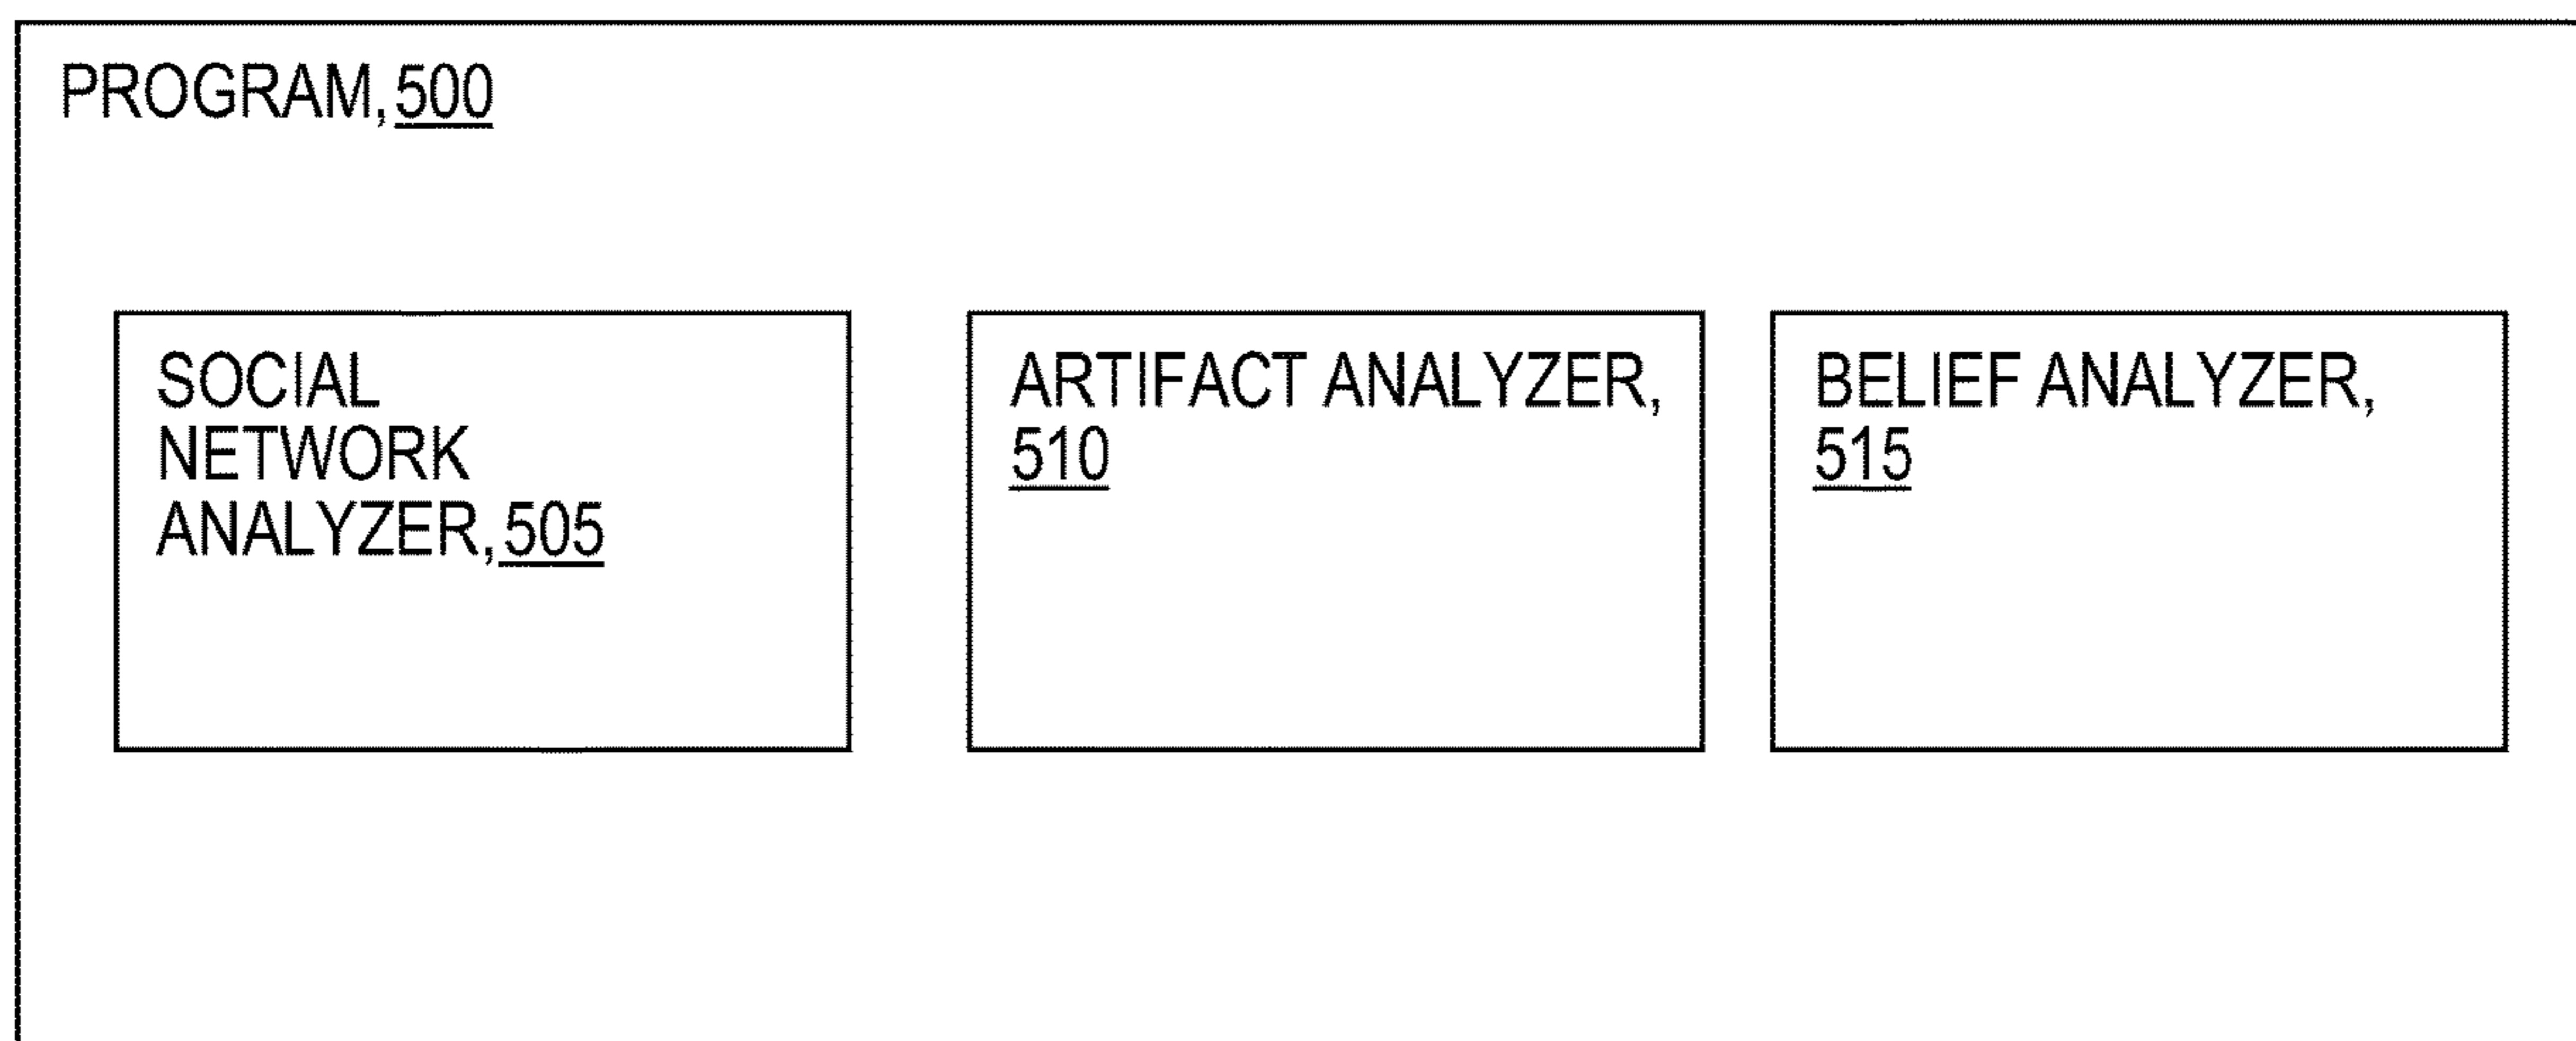 PROGRAM, 500
SOCIAL
NETWORK
ANALYZER, 505
ARTIFACT ANALYZER,
510
BELIEF ANALYZER,
515